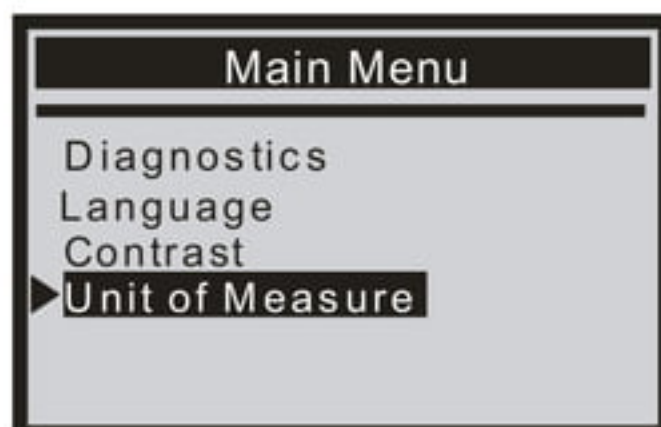 Main Menu
Diagnostics
Language
Contrast
Unit of Measure